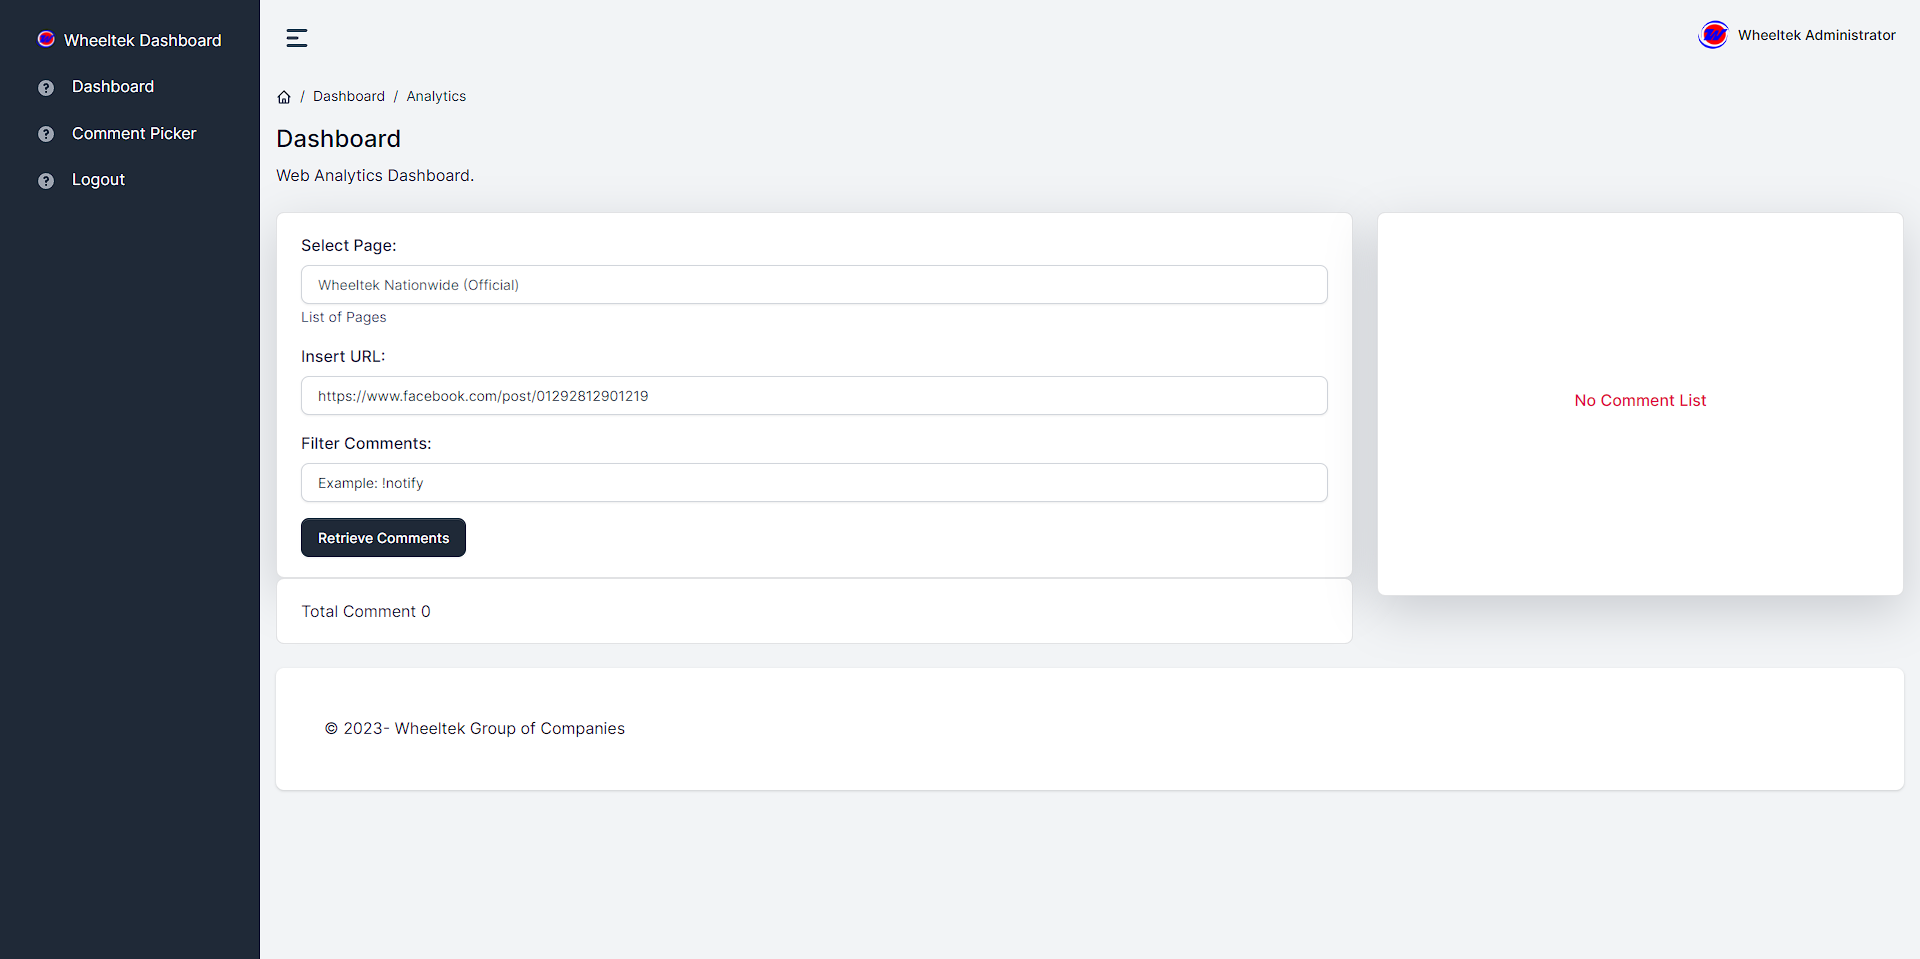 Wheeltek Dashboard
Dashboard
Comment Picker
Logout
Wheeltek Administrator
/ Dashboard / Analytics
Dashboard
Web Analytics Dashboard.
Select Page:
Wheeltek Nationwide (Official)
List of Pages
Insert URL:
https://www.facebook.com/post/01292812901219
Filter Comments:
Example: !notify
Retrieve Comments
Total Comment 0
No Comment List
© 2023- Wheeltek Group of Companies